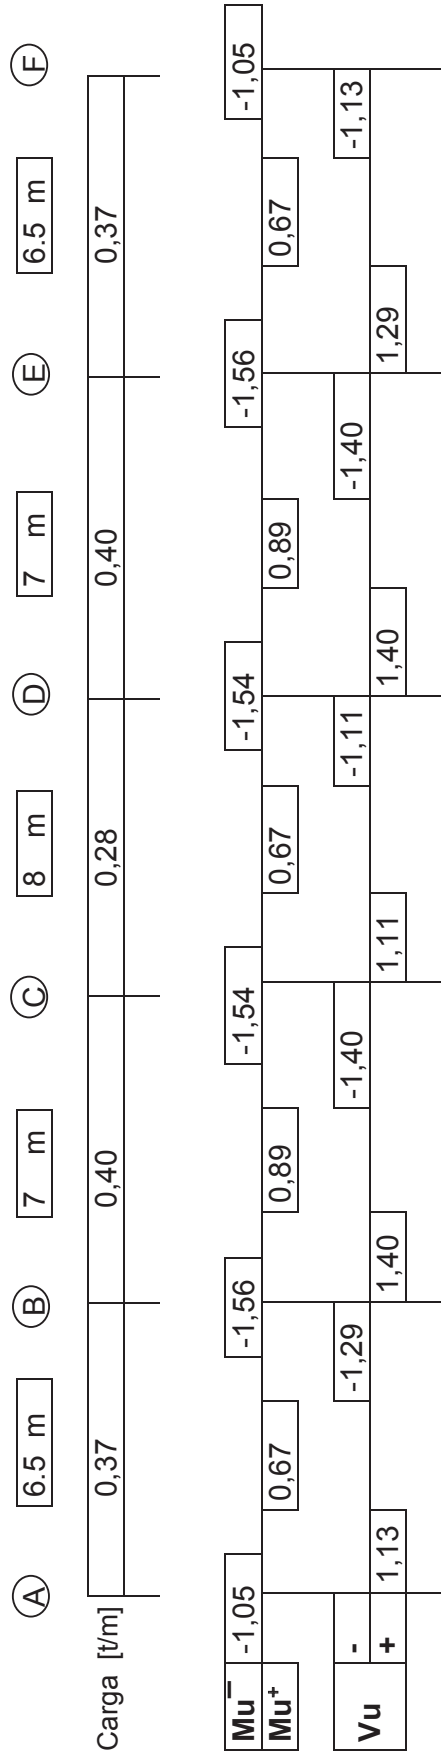 A 6.5 m B 7 m C 8 m D 7 m E 6.5 m F
Carga [t/m] 0,37 0,40 0,28 0,40 0,37
Mu¯ -1,05 -1,56 -1,54 -1,54 -1,56 -1,05
Mu⁺ 0,67 0,89 0,67 0,89 0,67
Vu
- -1,29 -1,40 -1,11 -1,40 -1,13
+ 1,13 1,40 1,11 1,40 1,29